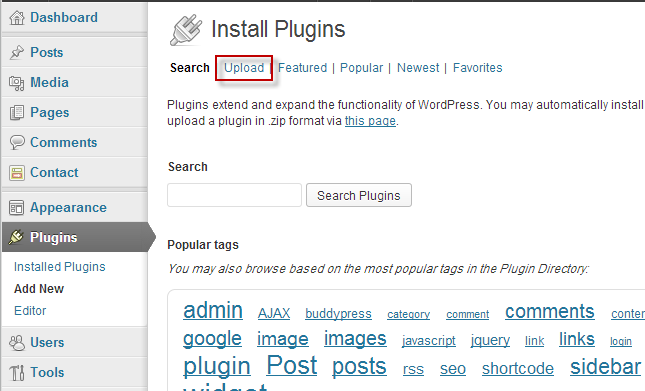 Dashboard
Posts
Media
Pages
Comments
Contact
Appearance
Plugins
Installed Plugins
Add New
Editor
Users
Tools
Install Plugins
Search Upload | Featured | Popular | Newest | Favorites
Plugins extend and expand the functionality of WordPress. You may automatically install
upload a plugin in .zip format via this page.
Search
Search Plugins
Popular tags
You may also browse based on the most popular tags in the Plugin Directory:
admin AJAX buddypress category comment comments
google image images javascript jquery link links login
plugin Post posts rss seo shortcode sidebar
widget